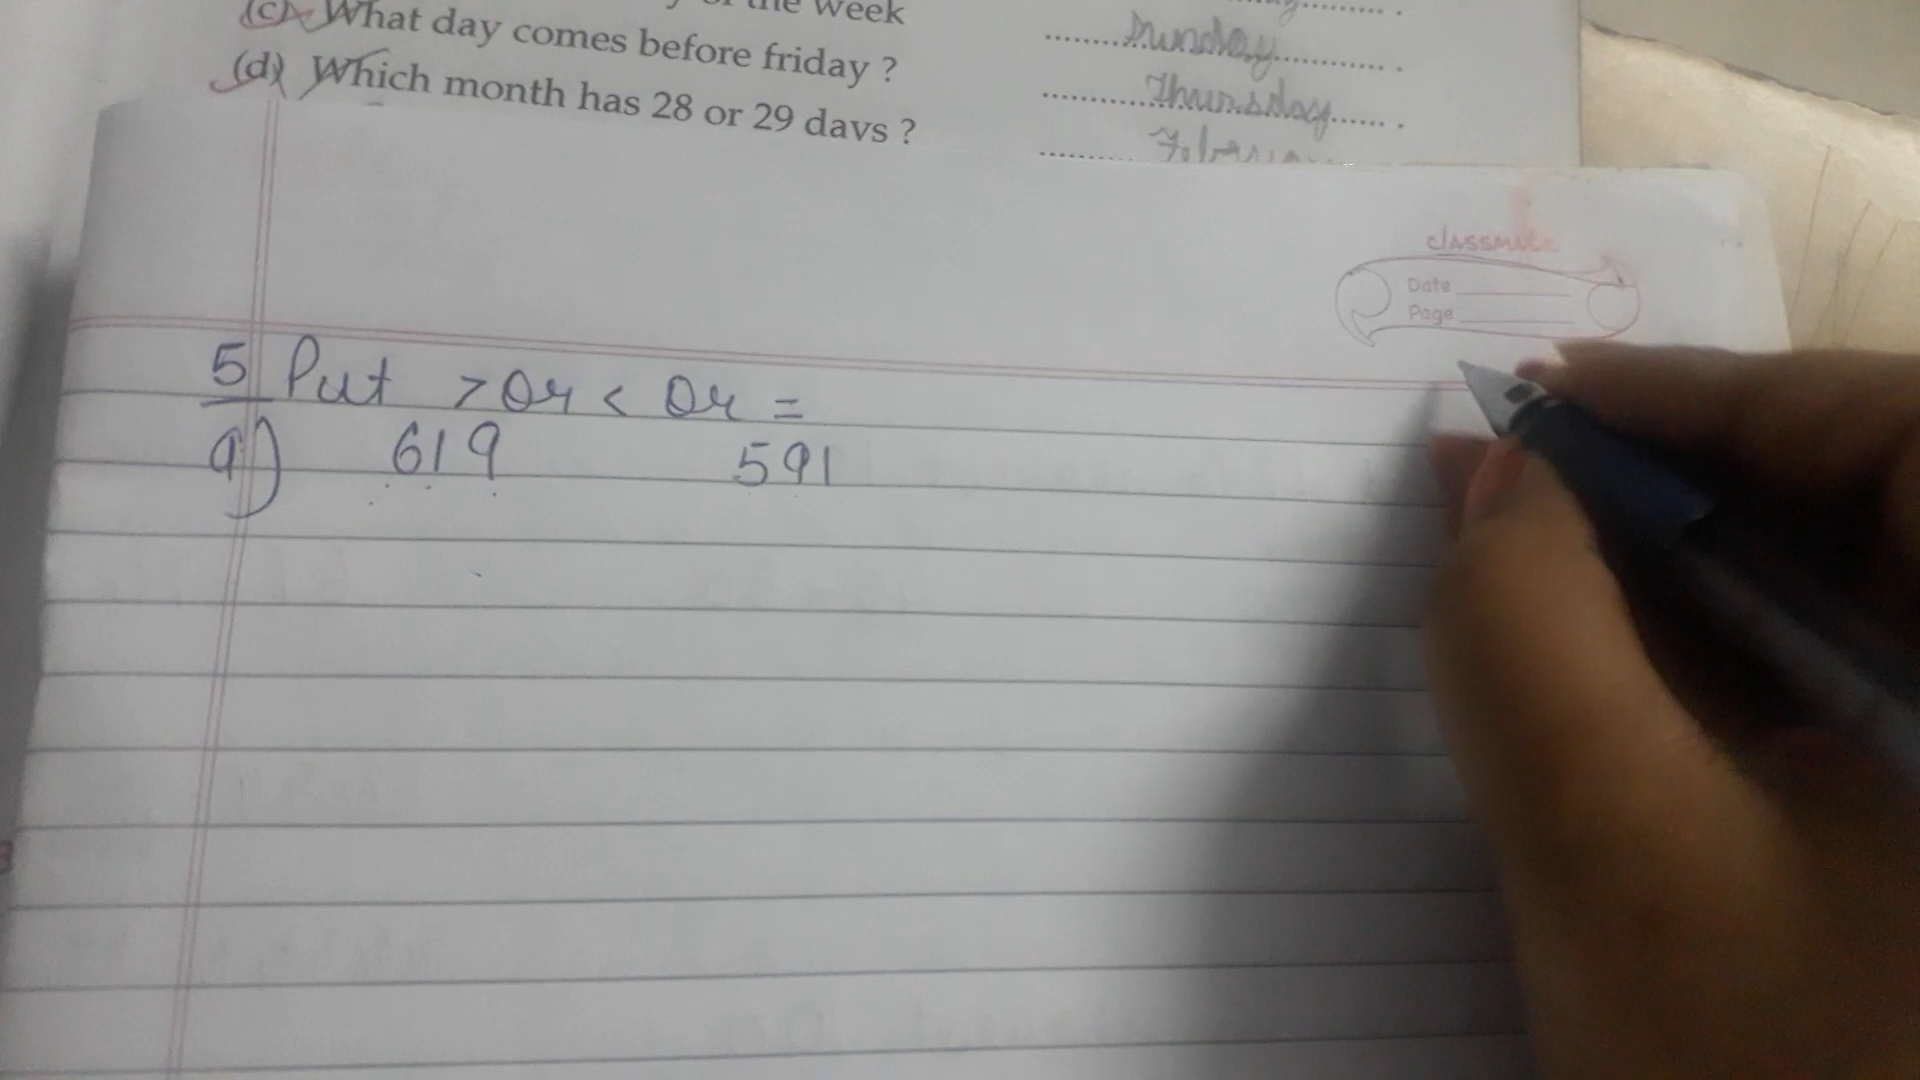 the week
(c) What day comes before friday ?
Sunday
(d) Which month has 28 or 29 days ?
Thursday
classmate
Date
Page
5 Put > Or < Or =
a) 619 591